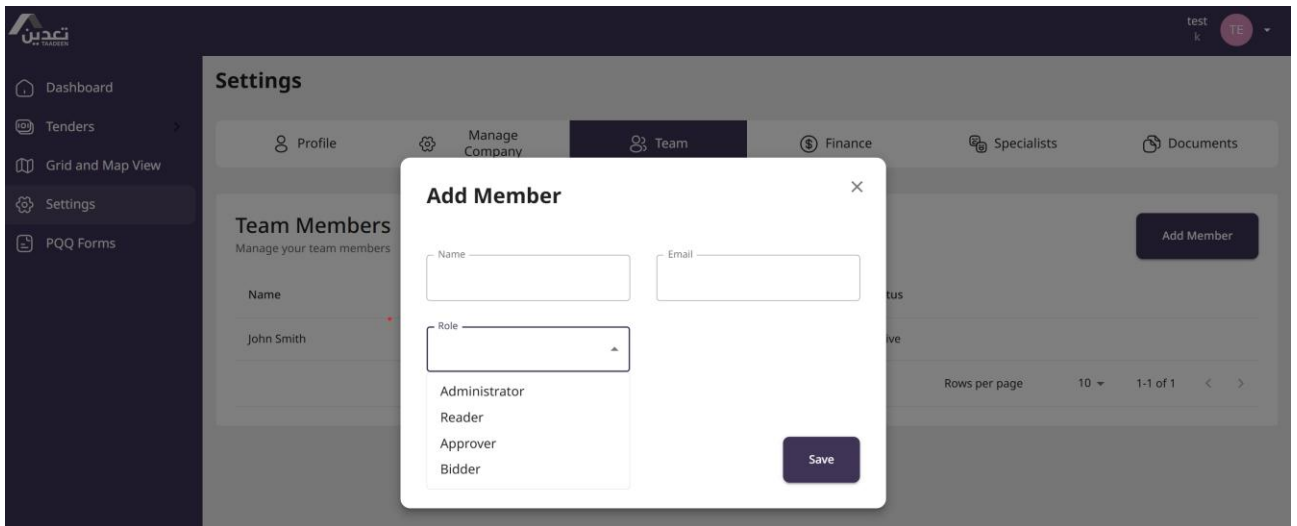 تعدين
TAADEEN
test
k
TE
Dashboard
Tenders
Grid and Map View
Settings
PQQ Forms
Settings
Profile
Manage
Company
Team
Finance
Specialists
Documents
Team Members
Manage your team members
Add Member
Name
tus
John Smith
ive
Rows per page
10
1-1 of 1
Add Member
Name
Email
Role
Administrator
Reader
Approver
Bidder
Save